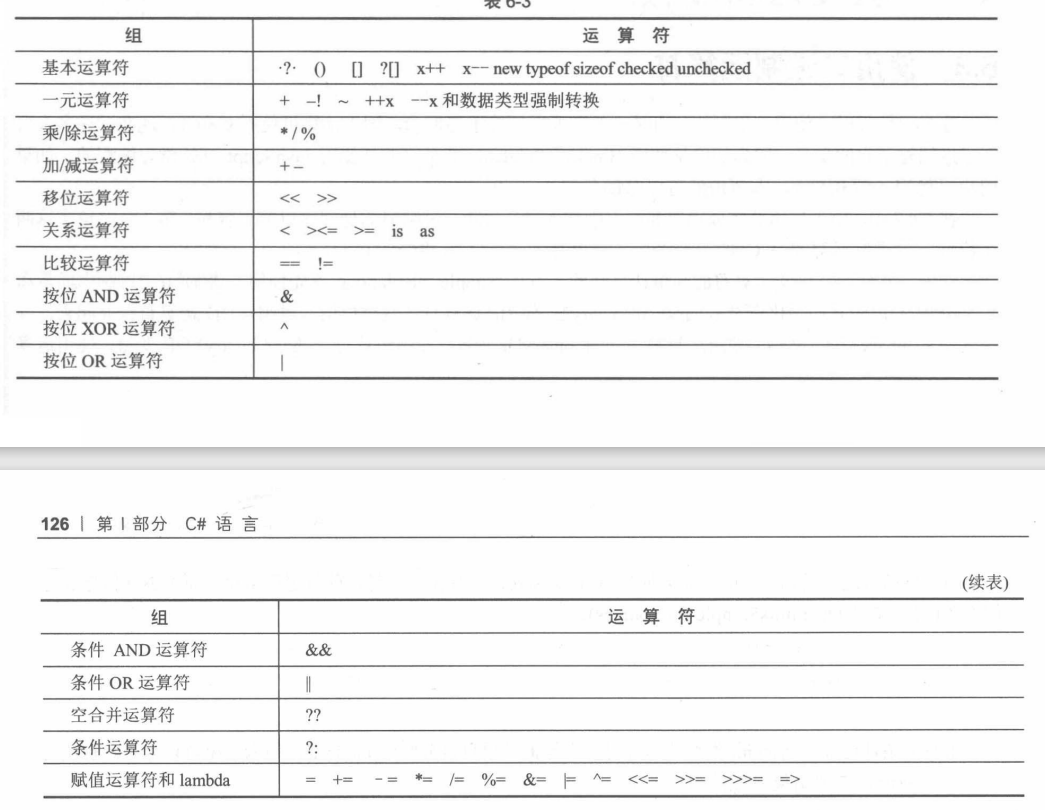 表 6-3
组 运 算 符
基本运算符 ·?· () [] ?[] x++ x-- new typeof sizeof checked unchecked
一元运算符 + –! ~ ++x --x 和数据类型强制转换
乘/除运算符 * / %
加/减运算符 + –
移位运算符 << >>
关系运算符 < ><= >= is as
比较运算符 == !=
按位 AND 运算符 &
按位 XOR 运算符 ^
按位 OR 运算符 |
126 | 第 I 部分 C# 语 言
(续表)
组 运 算 符
条件 AND 运算符 &&
条件 OR 运算符 ||
空合并运算符 ??
条件运算符 ?:
赋值运算符和 lambda = += -= *= /= %= &= |= ^= <<= >>= >>>= =>